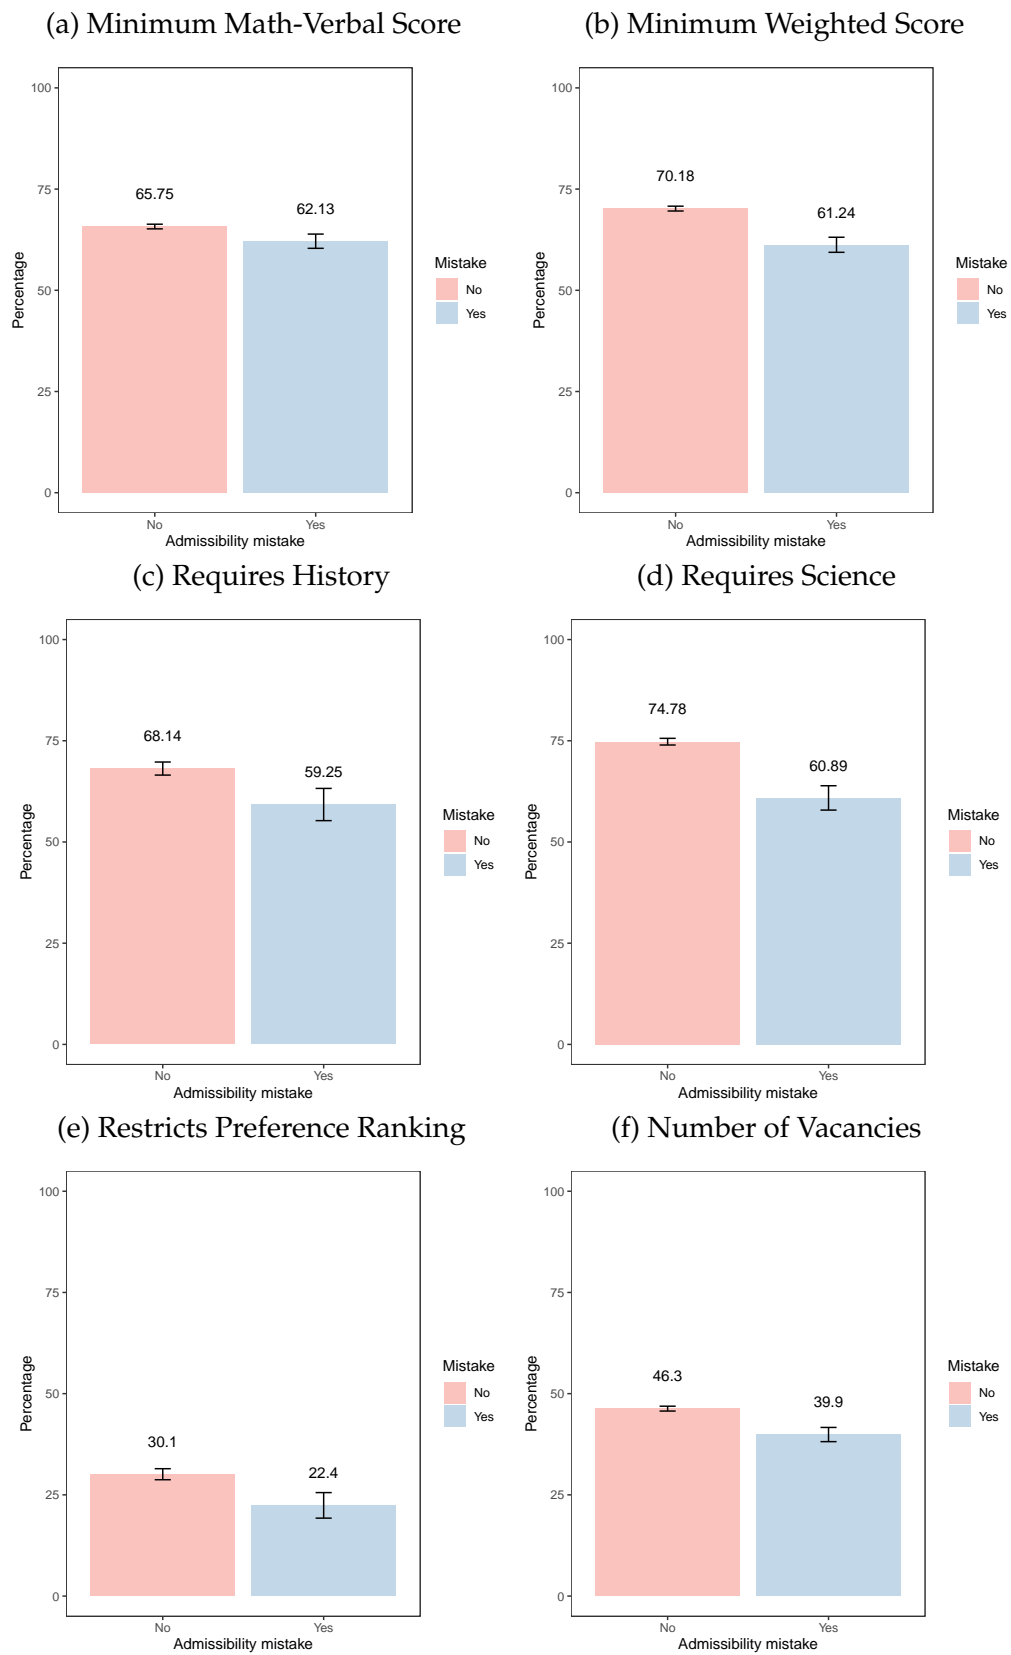 (a) Minimum Math-Verbal Score
100
75
50
25
0
Percentage
65.75
62.13
No
Yes
Admissibility mistake
Mistake
No
Yes
(b) Minimum Weighted Score
100
75
50
25
0
Percentage
70.18
61.24
No
Yes
Admissibility mistake
Mistake
No
Yes
(c) Requires History
100
75
50
25
0
Percentage
68.14
59.25
No
Yes
Admissibility mistake
Mistake
No
Yes
(d) Requires Science
100
75
50
25
0
Percentage
74.78
60.89
No
Yes
Admissibility mistake
Mistake
No
Yes
(e) Restricts Preference Ranking
100
75
50
25
0
Percentage
30.1
22.4
No
Yes
Admissibility mistake
Mistake
No
Yes
(f) Number of Vacancies
100
75
50
25
0
Percentage
46.3
39.9
No
Yes
Admissibility mistake
Mistake
No
Yes